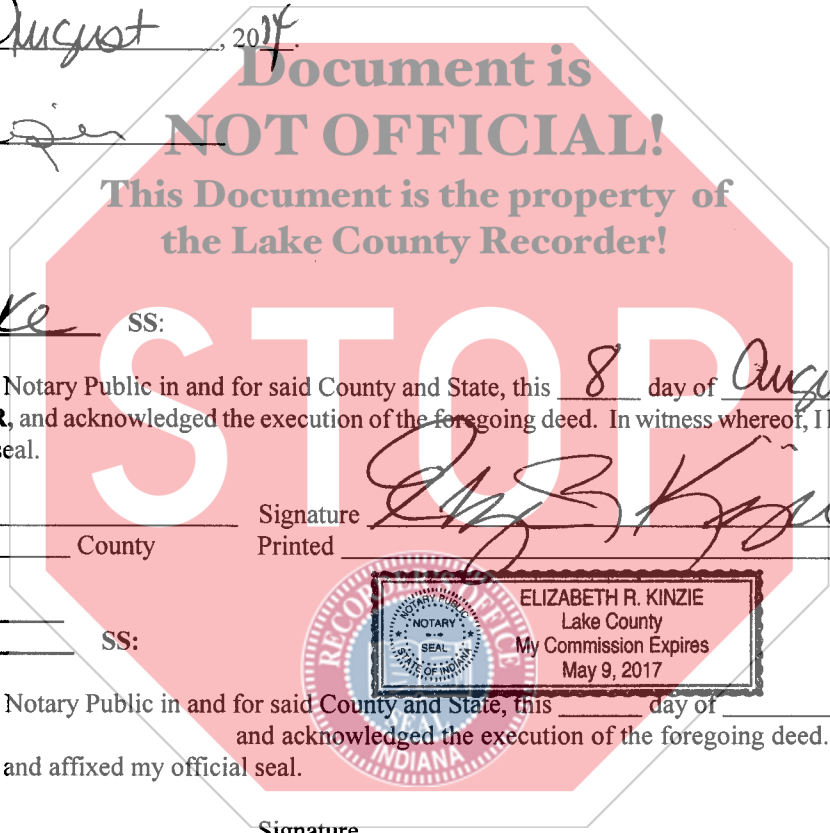 August, 2014.
Document is
NOT OFFICIAL!
This Document is the property of
the Lake County Recorder!
SS:
STOP
Notary Public in and for said County and State, this 8 day of Augu
R, and acknowledged the execution of the foregoing deed. In witness whereof, I h
seal.
Signature
County Printed
RECORDER'S OFFICE
SEAL
INDIANA
NOTARY PUBLIC
NOTARY
SEAL
STATE OF INDIANA
ELIZABETH R. KINZIE
Lake County
My Commission Expires
May 9, 2017
SS:
Notary Public in and for said County and State, this day of
and acknowledged the execution of the foregoing deed.
and affixed my official seal.
Signature